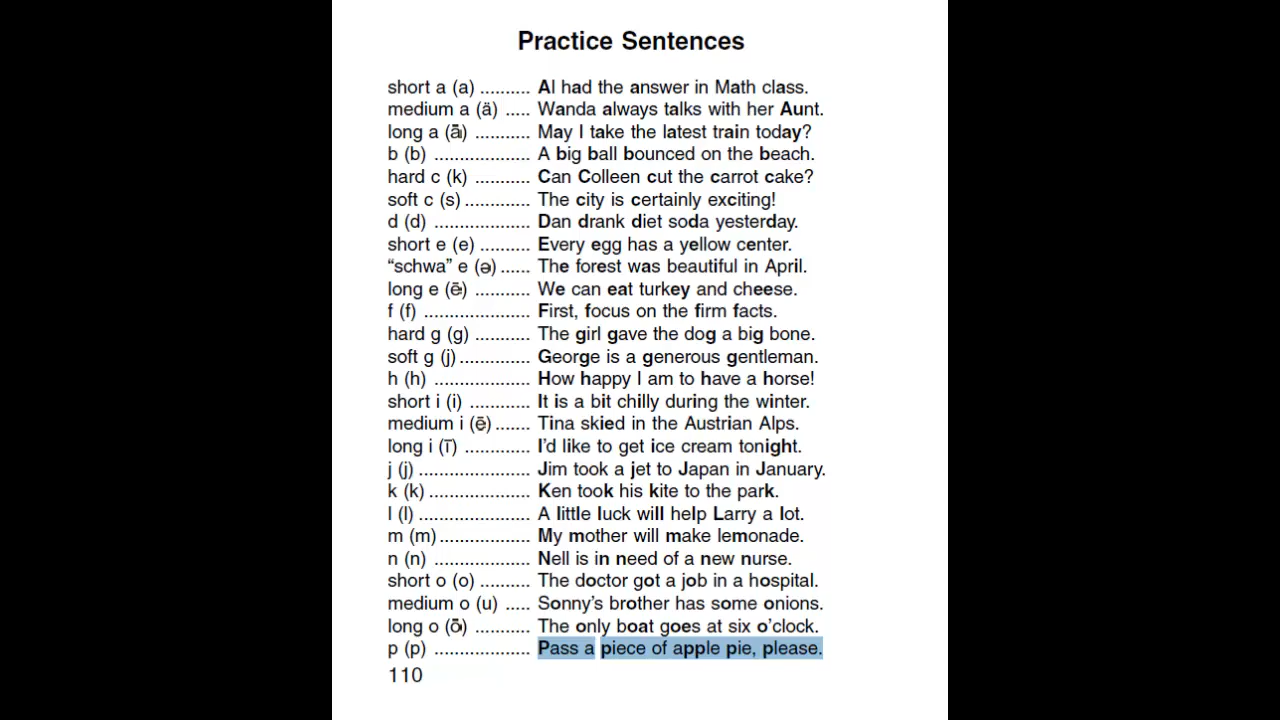 Practice Sentences
short a (a) .......... Al had the answer in Math class.
medium a (ä) ..... Wanda always talks with her Aunt.
long a (ā) ........... May I take the latest train today?
b (b) ................... A big ball bounced on the beach.
hard c (k) ........... Can Colleen cut the carrot cake?
soft c (s) ............. The city is certainly exciting!
d (d) ................... Dan drank diet soda yesterday.
short e (e) .......... Every egg has a yellow center.
“schwa” e (ə) ...... The forest was beautiful in April.
long e (ē) ........... We can eat turkey and cheese.
f (f) ..................... First, focus on the firm facts.
hard g (g) ........... The girl gave the dog a big bone.
soft g (j) .............. George is a generous gentleman.
h (h) ................... How happy I am to have a horse!
short i (i) ............ It is a bit chilly during the winter.
medium i (ē) ....... Tina skied in the Austrian Alps.
long i (ī) ............. I’d like to get ice cream tonight.
j (j) ...................... Jim took a jet to Japan in January.
k (k) .................... Ken took his kite to the park.
l (l) ...................... A little luck will help Larry a lot.
m (m) .................. My mother will make lemonade.
n (n) ................... Nell is in need of a new nurse.
short o (o) .......... The doctor got a job in a hospital.
medium o (u) ..... Sonny’s brother has some onions.
long o (ō) ........... The only boat goes at six o’clock.
p (p) ................... Pass a piece of apple pie, please.
110